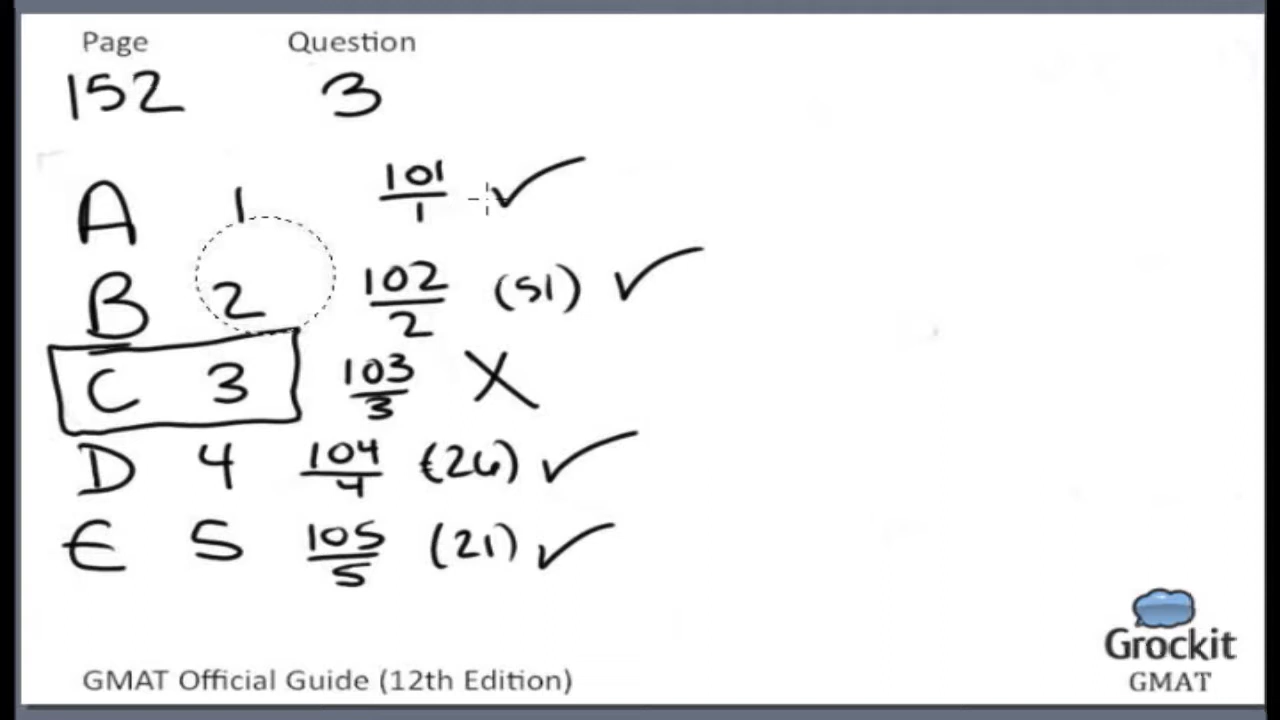 Page Question
152 3
A 1 101/1 ✓
B 2 102/2 (51) ✓
C 3 103/3 X
D 4 104/4 (26) ✓
E 5 105/5 (21) ✓
Grockit
GMAT
GMAT Official Guide (12th Edition)